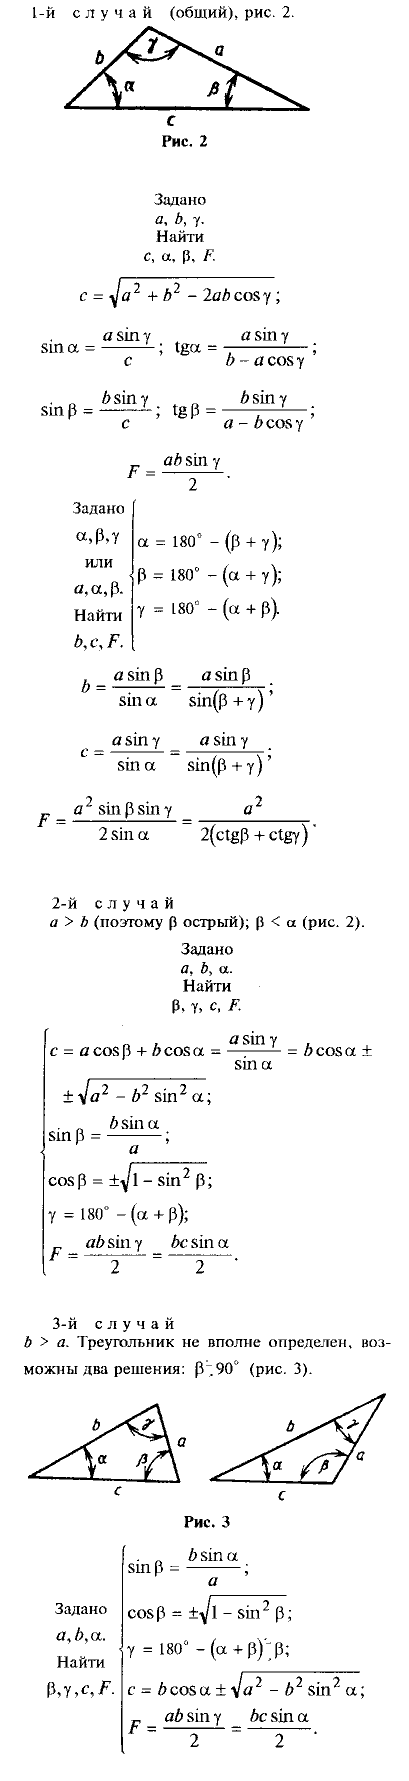 1-й случай (общий), рис. 2.
b γ a
α β
c
Рис. 2
Задано
a, b, γ.
Найти
c, α, β, F.
c = √(a² + b² − 2ab cos γ);
sin α = a sin γ / c; tgα = a sin γ / (b − a cos γ);
sin β = b sin γ / c; tg β = b sin γ / (a − b cos γ);
F = ab sin γ / 2.
Задано
α, β, γ
или
a, α, β.
Найти
b, c, F.
α = 180° − (β + γ);
β = 180° − (α + γ);
γ = 180° − (α + β).
b = a sin β / sin α = a sin β / sin(β + γ);
c = a sin γ / sin α = a sin γ / sin(β + γ);
F = a² sin β sin γ / 2 sin α = a² / 2(ctgβ + ctgγ).
2-й случай
a > b (поэтому β острый); β < α (рис. 2).
Задано
a, b, α.
Найти
β, γ, c, F.
c = a cos β + b cos α = a sin γ / sin α = b cos α ±
± √(a² − b² sin² α);
sin β = b sin α / a;
cos β = ±√(1 − sin² β);
γ = 180° − (α + β);
F = ab sin γ / 2 = bc sin α / 2.
3-й случай
b > a. Треугольник не вполне определен, воз-
можны два решения: β 90° (рис. 3).
b γ a α β c
b γ a α β c
Рис. 3
Задано
a, b, α.
Найти
β, γ, c, F.
sin β = b sin α / a;
cos β = ±√(1 − sin² β);
γ = 180° − (α + β) β;
c = b cos α ± √(a² − b² sin² α);
F = ab sin γ / 2 = bc sin α / 2.